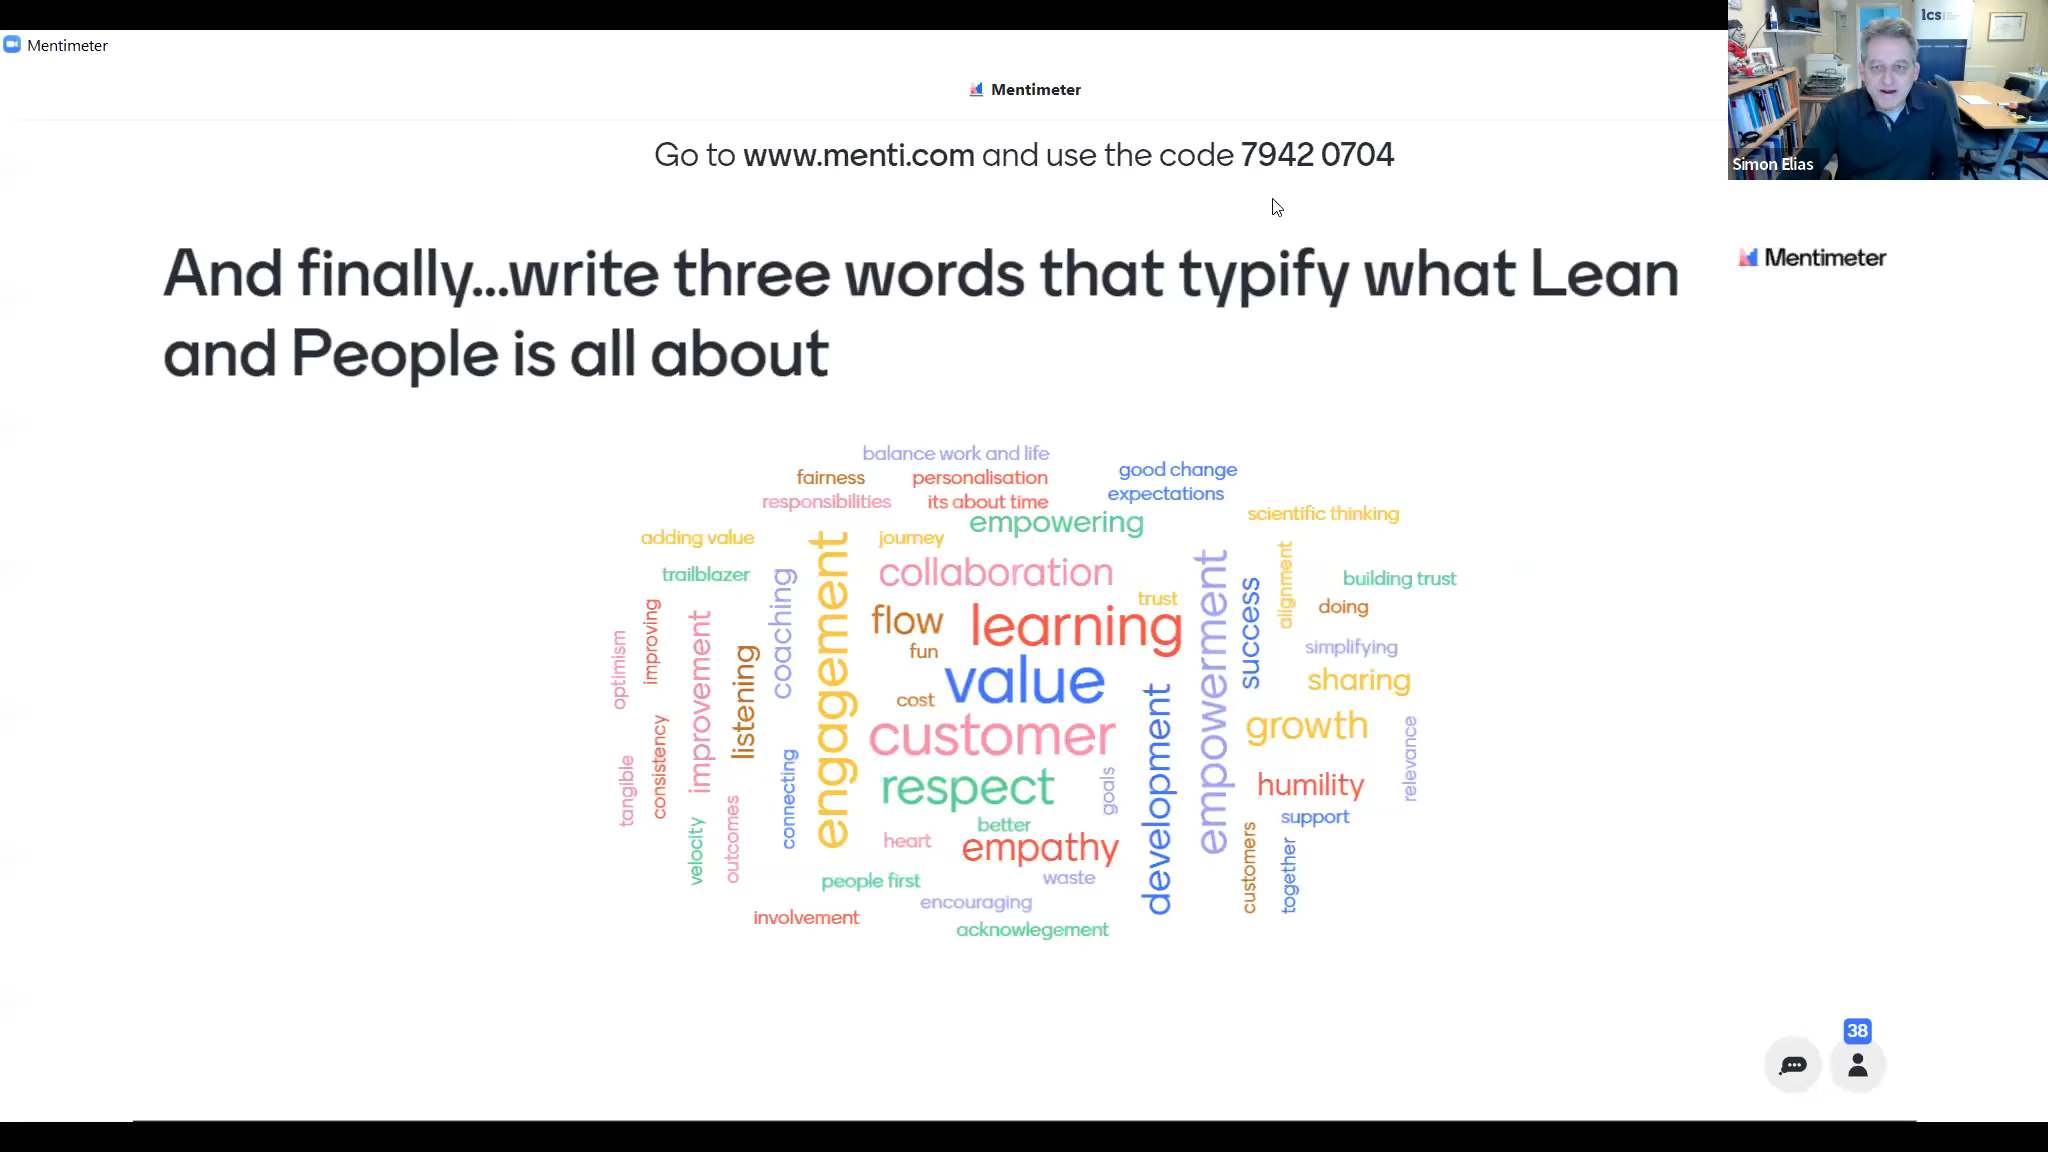 Mentimeter
Mentimeter
lcs
Simon Elias
Go to www.menti.com and use the code 7942 0704
And finally...write three words that typify what Lean
and People is all about
Mentimeter
balance work and life
good change
fairness
personalisation
expectations
responsibilities
its about time
scientific thinking
empowering
adding value
journey
trailblazer
collaboration
building trust
alignment
coaching
engagement
trust
empowerment
success
doing
flow
learning
improving
optimism
improvement
listening
fun
simplifying
value
sharing
cost
customer
growth
development
relevance
consistency
tangible
connecting
respect
goals
humility
support
better
velocity
outcomes
heart
empathy
customers
together
people first
waste
encouraging
involvement
acknowlegement
38